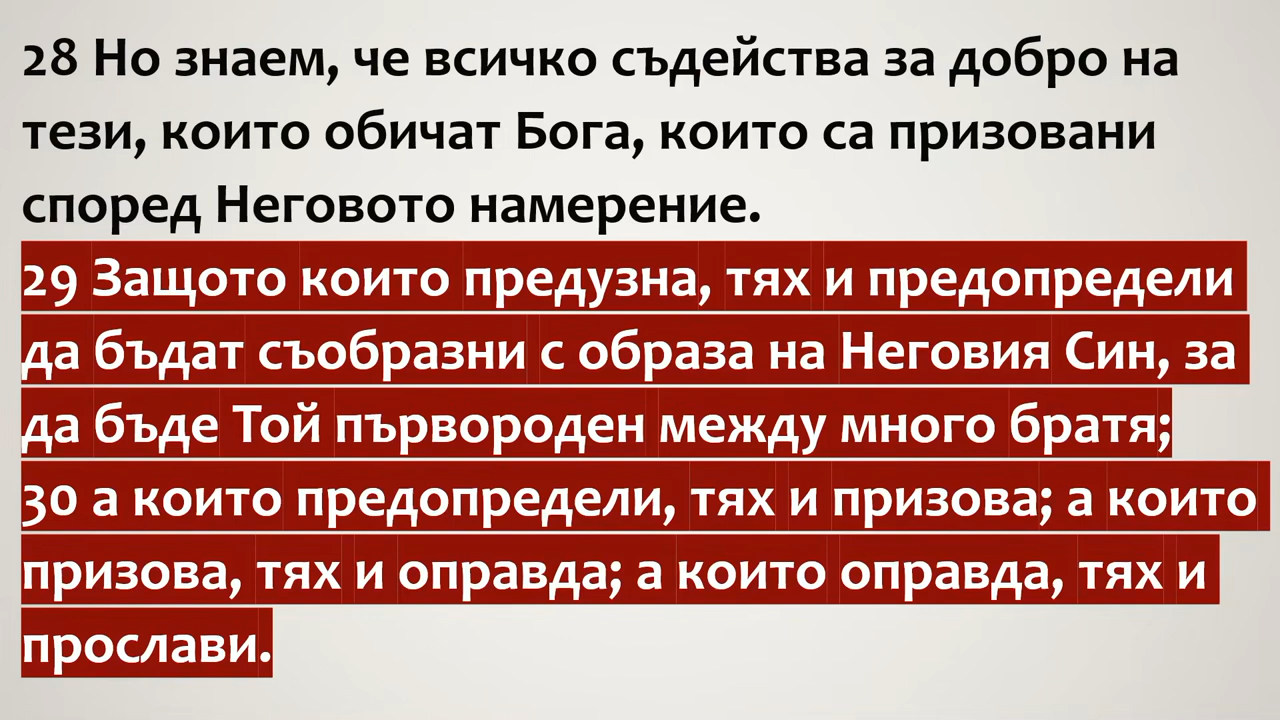 28 Но знаем, че всичко съдейства за добро на
тези, които обичат Бога, които са призовани
според Неговото намерение.
29 Защото които предузна, тях и предопредели
да бъдат съобразни с образа на Неговия Син, за
да бъде Той първороден между много братя;
30 а които предопредели, тях и призова; а които
призова, тях и оправда; а които оправда, тях и
прослави.